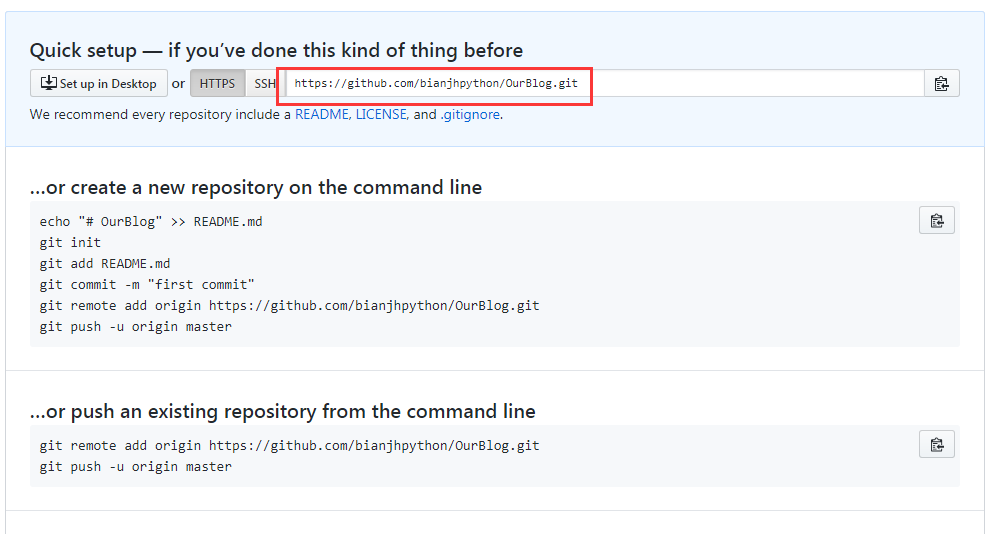 Quick setup — if you’ve done this kind of thing before
Set up in Desktop or HTTPS SSH https://github.com/bianjhpython/OurBlog.git
We recommend every repository include a README, LICENSE, and .gitignore.
…or create a new repository on the command line
echo "# OurBlog" >> README.md
git init
git add README.md
git commit -m "first commit"
git remote add origin https://github.com/bianjhpython/OurBlog.git
git push -u origin master
…or push an existing repository from the command line
git remote add origin https://github.com/bianjhpython/OurBlog.git
git push -u origin master